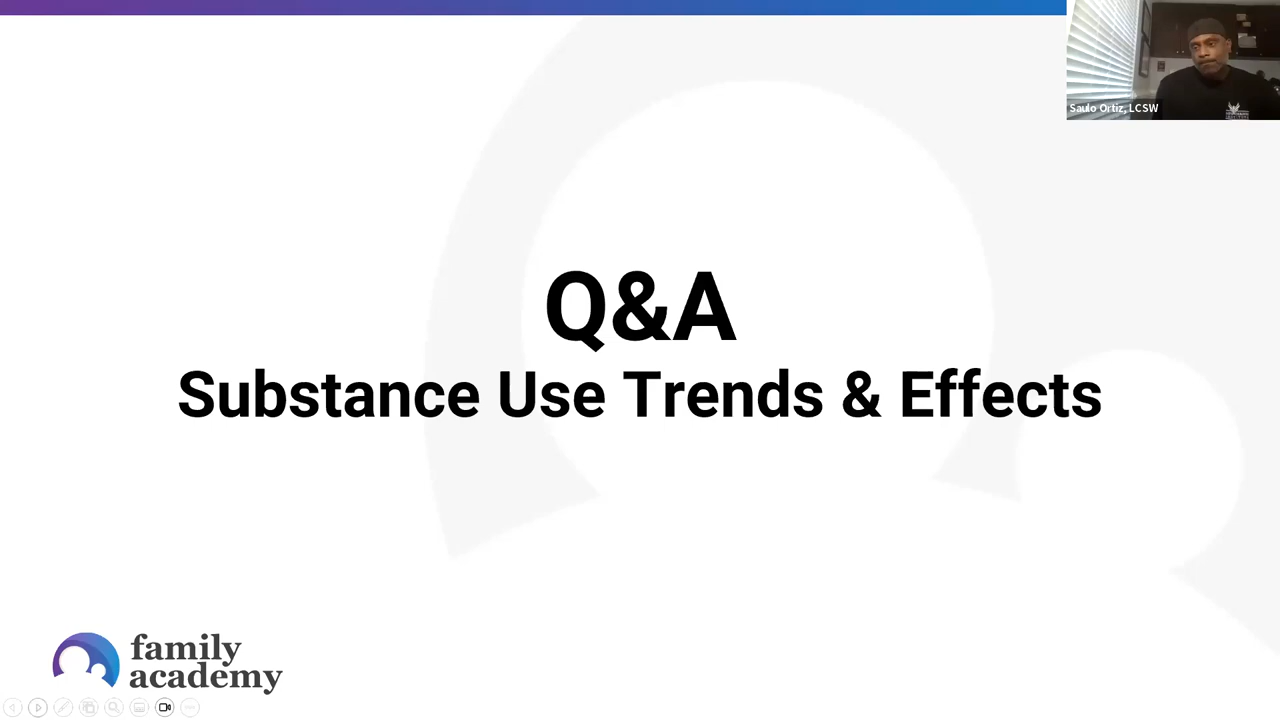 Saulo Ortiz, LCSW
Q&A
Substance Use Trends & Effects
family
academy